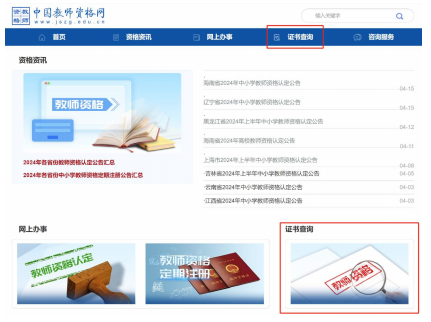 中国教师资格网
www.jszg.edu.cn
输入关键字
首页
资格资讯
网上办事
证书查询
咨询服务
资格资讯
教师资格
2024年各省份教师资格认定公告汇总
2024年各省份中小学教师资格定期注册公告汇总
海南省2024年中小学教师资格认定公告
04-15
辽宁省2024年中小学教师资格认定公告
04-15
黑龙江省2024年上半年中小学教师资格认定公告
04-12
海南省2024年高校教师资格认定公告
04-11
上海市2024年上半年中小学教师资格认定公告
04-09
·吉林省2024年上半年中小学教师资格认定公告
04-05
·云南省2024年中小学教师资格认定公告
04-03
·江西省2024年中小学教师资格认定公告
04-03
网上办事
证书查询
教师资格认定
教师资格
定期注册
教师资格